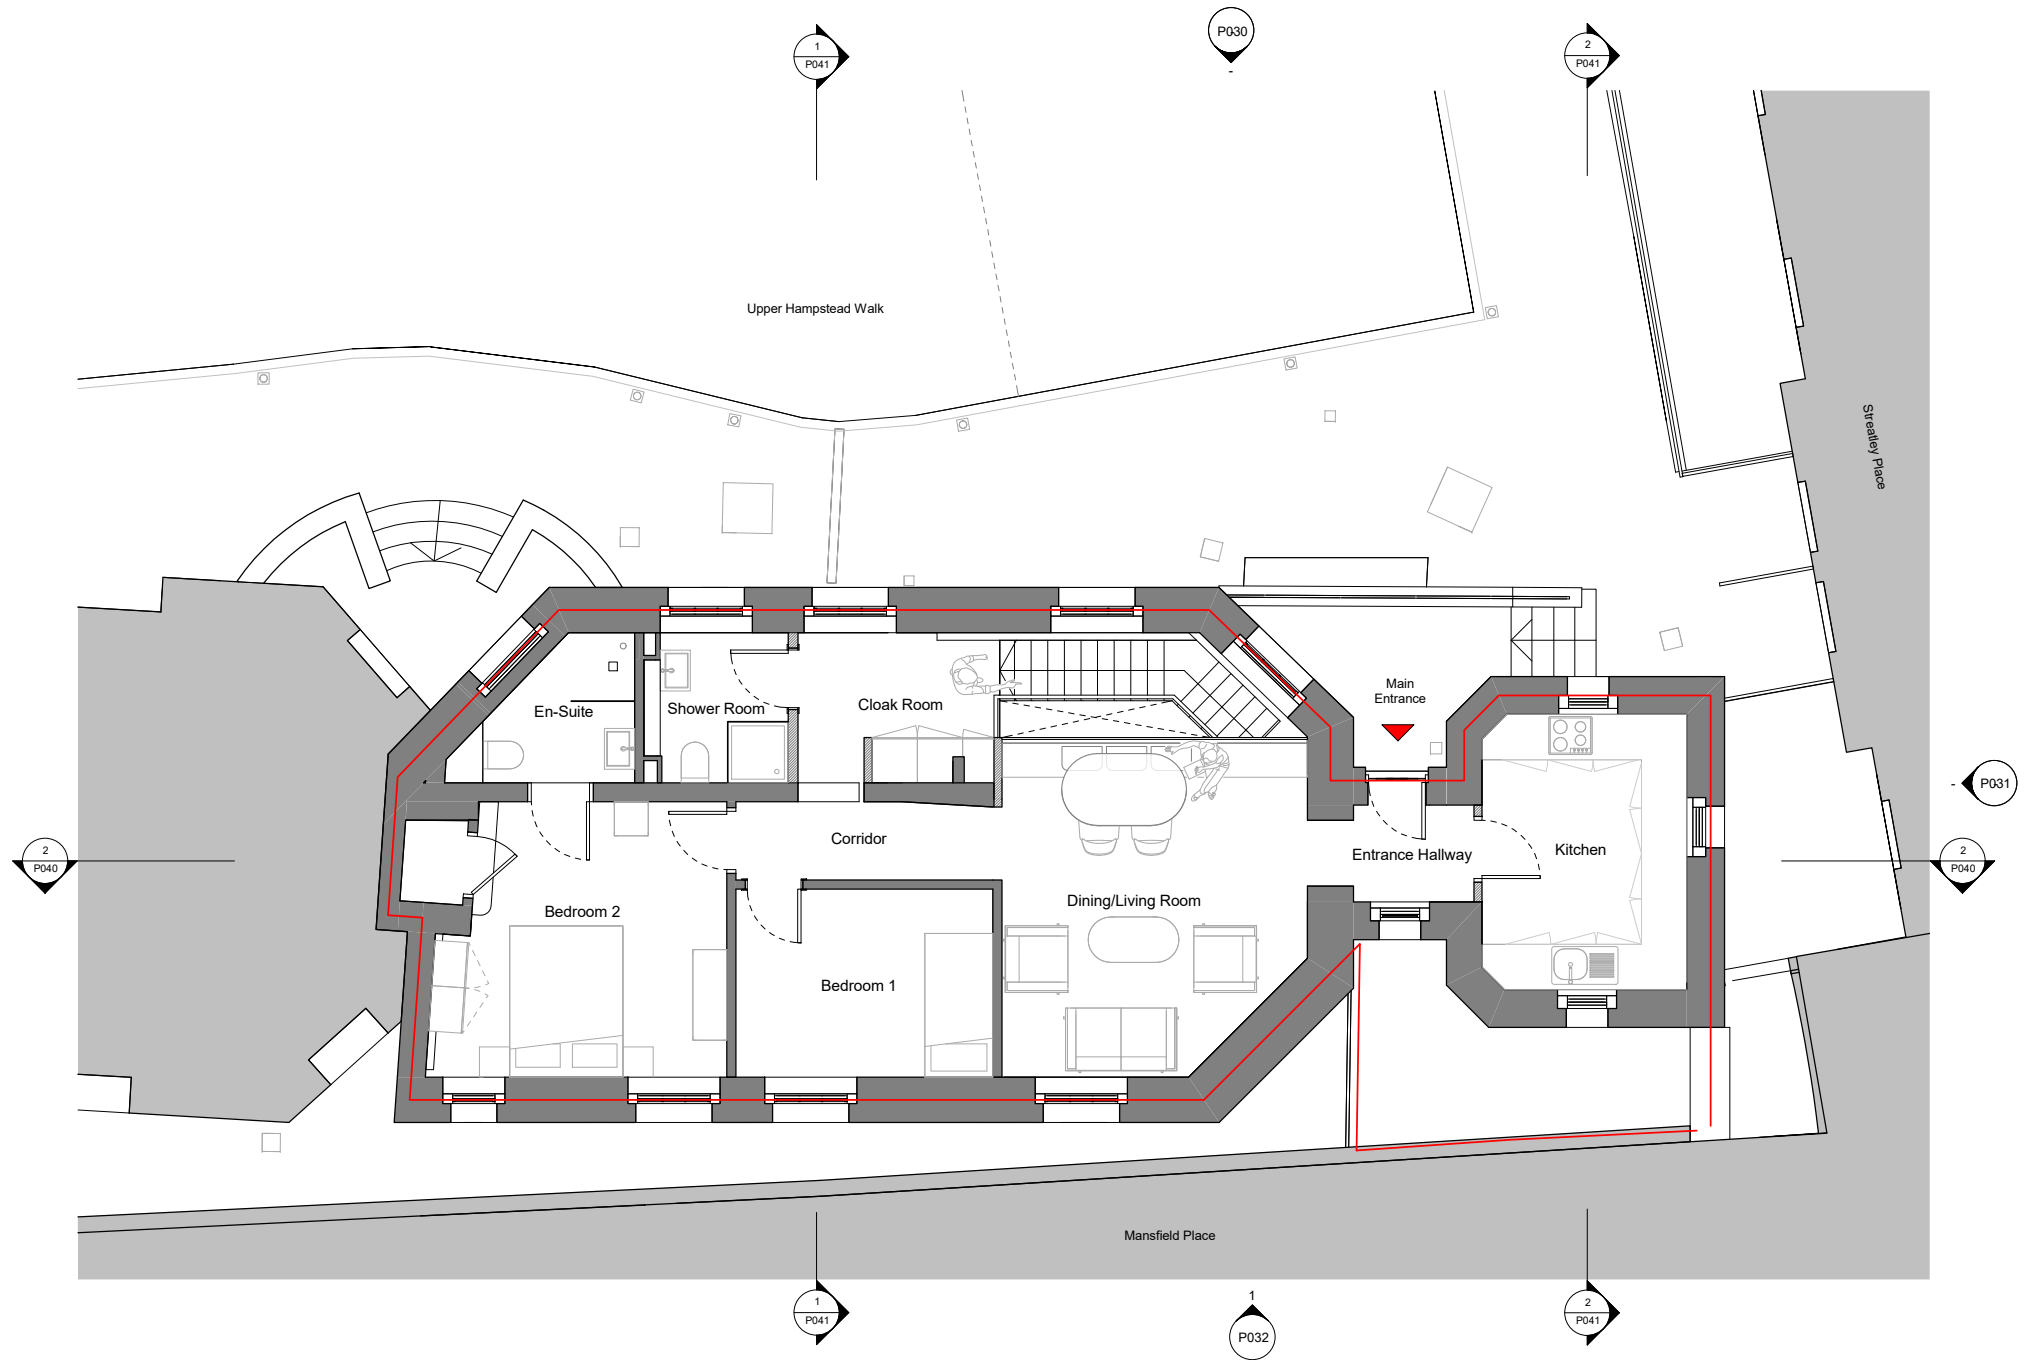 P030
-
1
P041
2
P041
Upper Hampstead Walk
Streatley Place
Main
Entrance
En-Suite
Shower Room
Cloak Room
-
P031
Corridor
Entrance Hallway
Kitchen
2
P040
2
P040
Dining/Living Room
Bedroom 2
Bedroom 1
Mansfield Place
1
P041
1
P032
2
P041